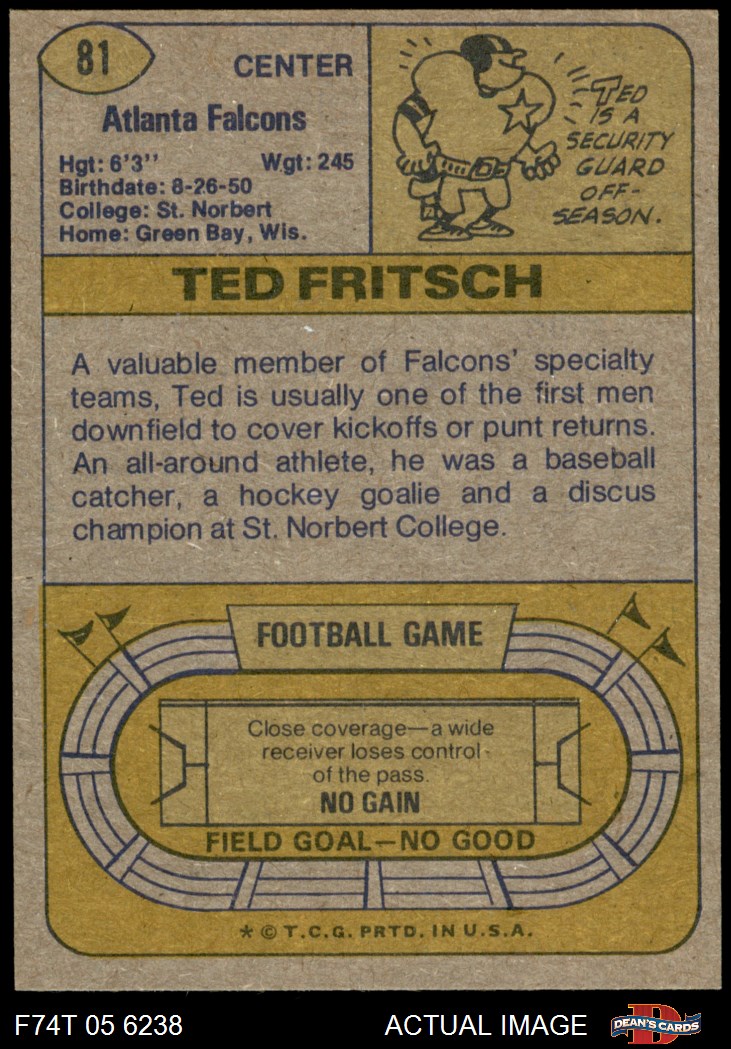 81
CENTER
Atlanta Falcons
Hgt: 6'3'' Wgt: 245
Birthdate: 8-26-50
College: St. Norbert
Home: Green Bay, Wis.
TED
IS A
SECURITY
GUARD
OFF-
SEASON.
TED FRITSCH
A valuable member of Falcons' specialty
teams, Ted is usually one of the first men
downfield to cover kickoffs or punt returns.
An all-around athlete, he was a baseball
catcher, a hockey goalie and a discus
champion at St. Norbert College.
FOOTBALL GAME
Close coverage—a wide
receiver loses control
of the pass.
NO GAIN
FIELD GOAL—NO GOOD
* © T.C.G. PRTD. IN U.S.A.
F74T 05 6238 ACTUAL IMAGE
D
DEAN'S CARDS